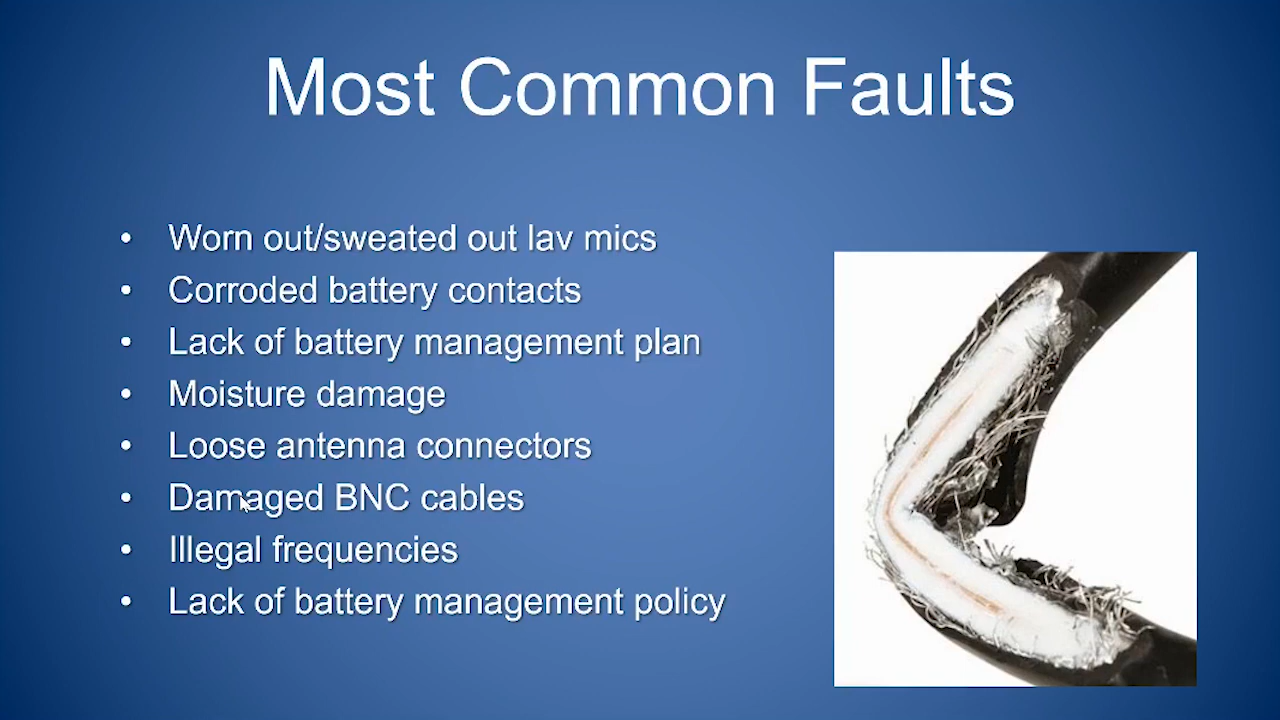 Most Common Faults
• Worn out/sweated out lav mics
• Corroded battery contacts
• Lack of battery management plan
• Moisture damage
• Loose antenna connectors
• Damaged BNC cables
• Illegal frequencies
• Lack of battery management policy